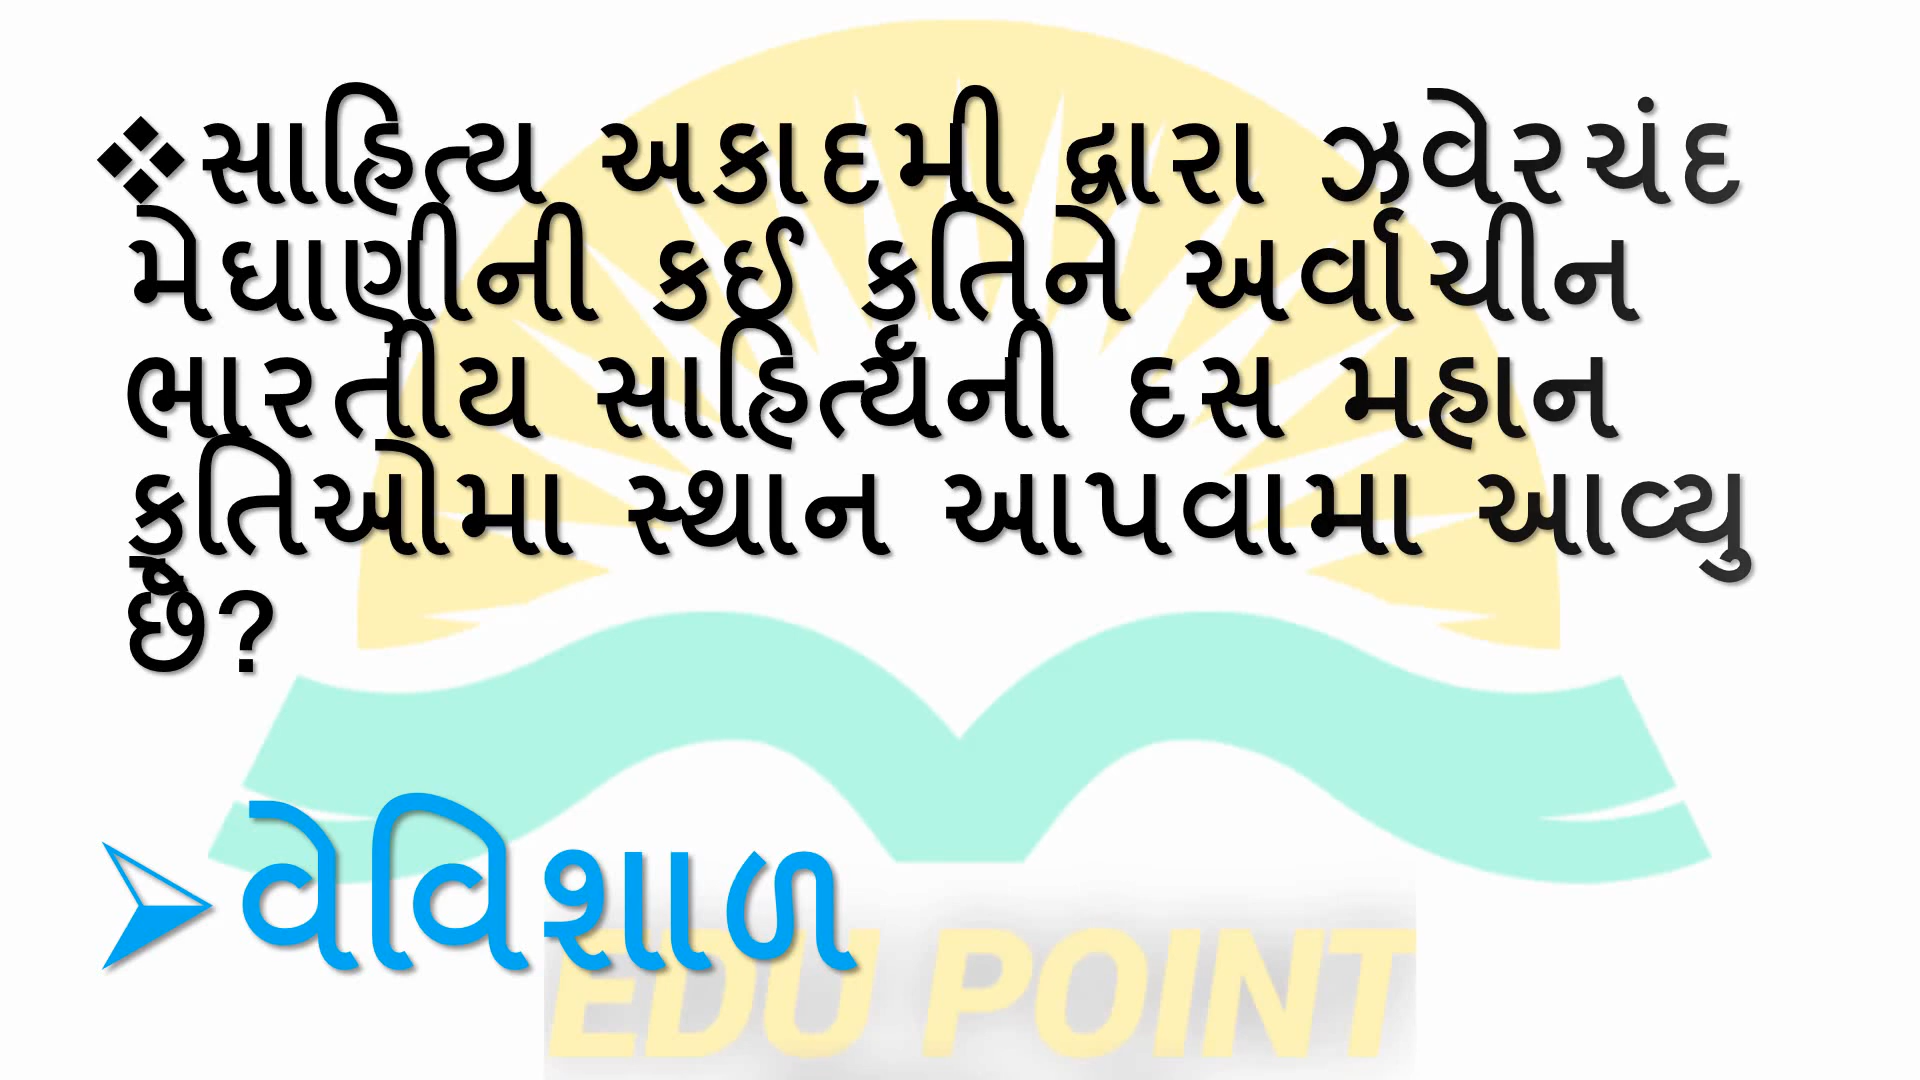 ❖સાહિત્ય અકાદમી દ્વારા ઝવેરચંદ
મેઘાણીની કઈ કૃતિને અર્વાચીન
ભારતીય સાહિત્યની દસ મહાન
કૃતિઓમા સ્થાન આપવામા આવ્યુ
છે?
➢વેવિશાળ
EDU POINT